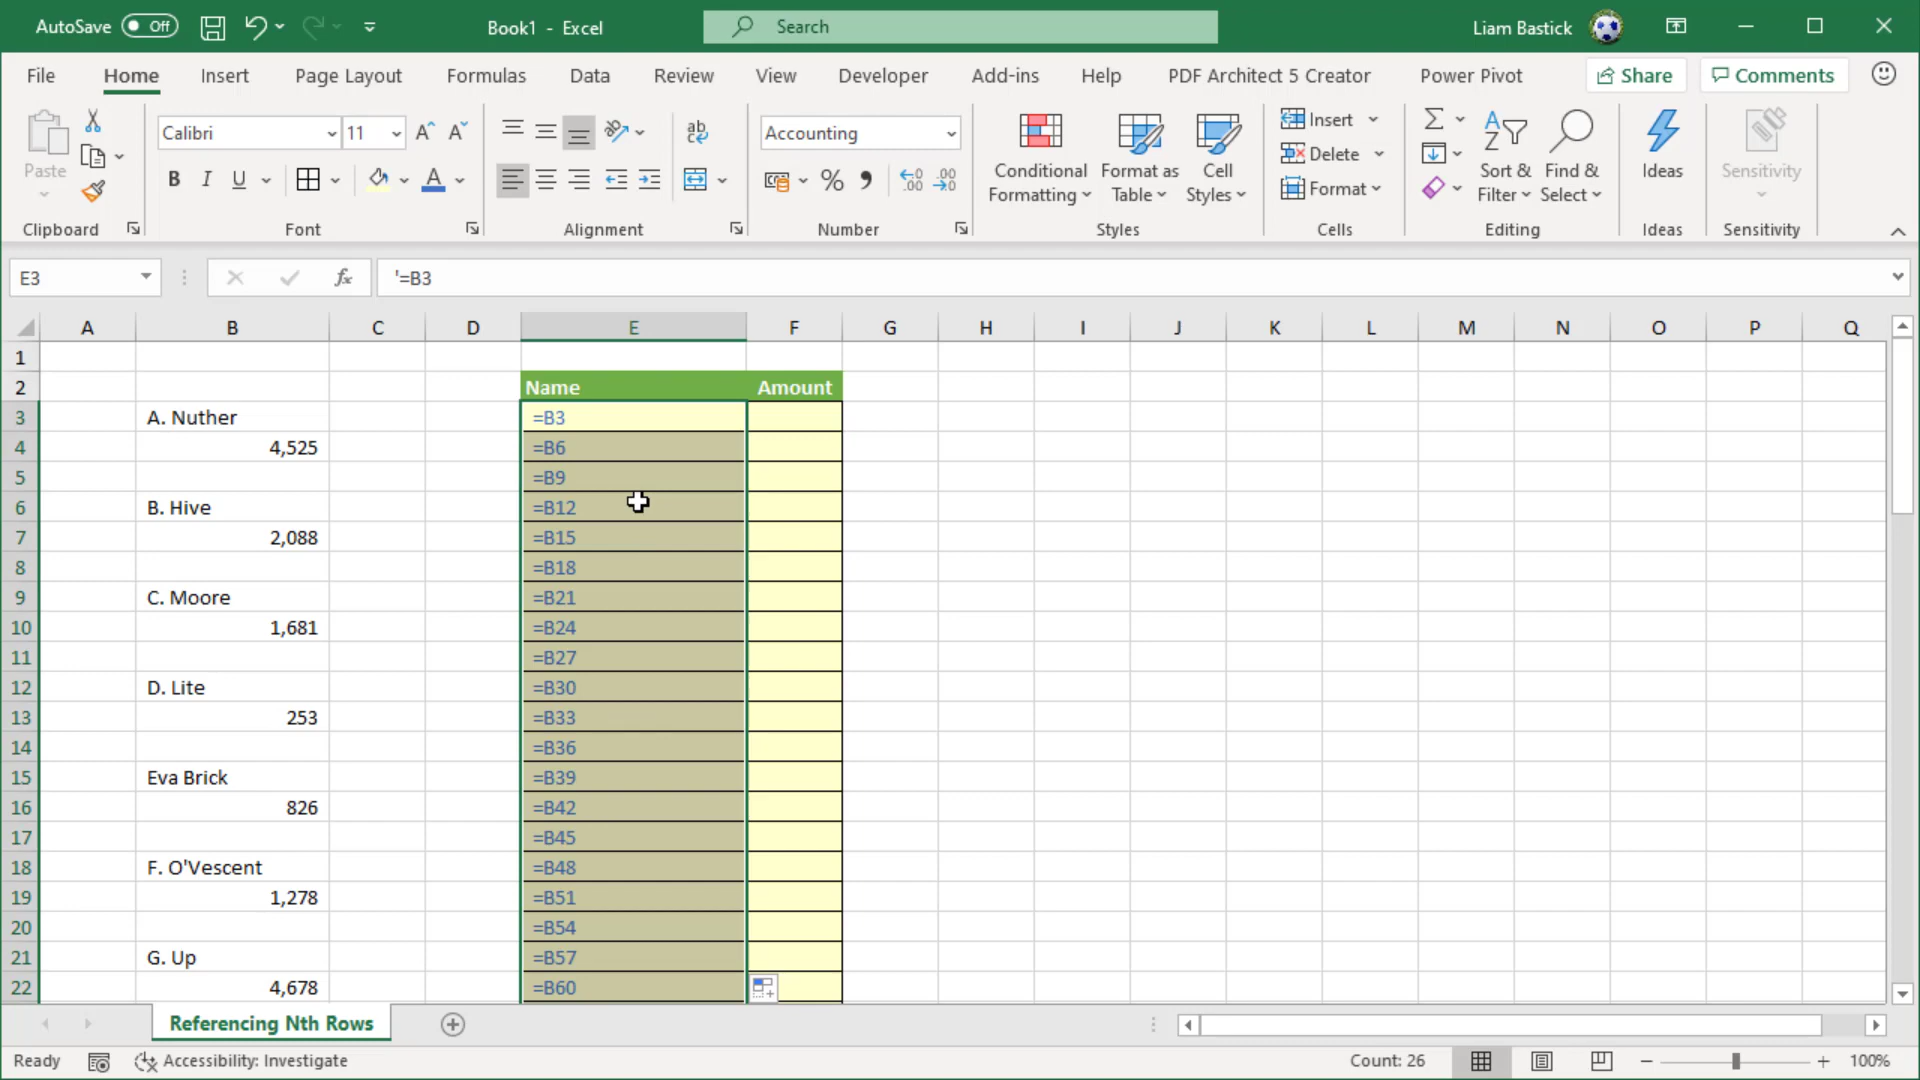 AutoSave Off Book1 - Excel Search Liam Bastick
File Home Insert Page Layout Formulas Data Review View Developer Add-ins Help PDF Architect 5 Creator Power Pivot Share Comments
Paste Calibri 11 A A ab Accounting Insert Σ
B I U A % 9 Conditional Formatting Format as Table Cell Styles Delete Format Sort & Filter Find & Select Ideas Sensitivity
Clipboard Font Alignment Number Styles Cells Editing Ideas Sensitivity
E3 fx '=B3
A B C D E F G H I J K L M N O P Q
1
2 Name Amount
3 A. Nuther =B3
4 4,525 =B6
5 =B9
6 B. Hive =B12
7 2,088 =B15
8 =B18
9 C. Moore =B21
10 1,681 =B24
11 =B27
12 D. Lite =B30
13 253 =B33
14 =B36
15 Eva Brick =B39
16 826 =B42
17 =B45
18 F. O'Vescent =B48
19 1,278 =B51
20 =B54
21 G. Up =B57
22 4,678 =B60
Referencing Nth Rows
Ready Accessibility: Investigate Count: 26 100%